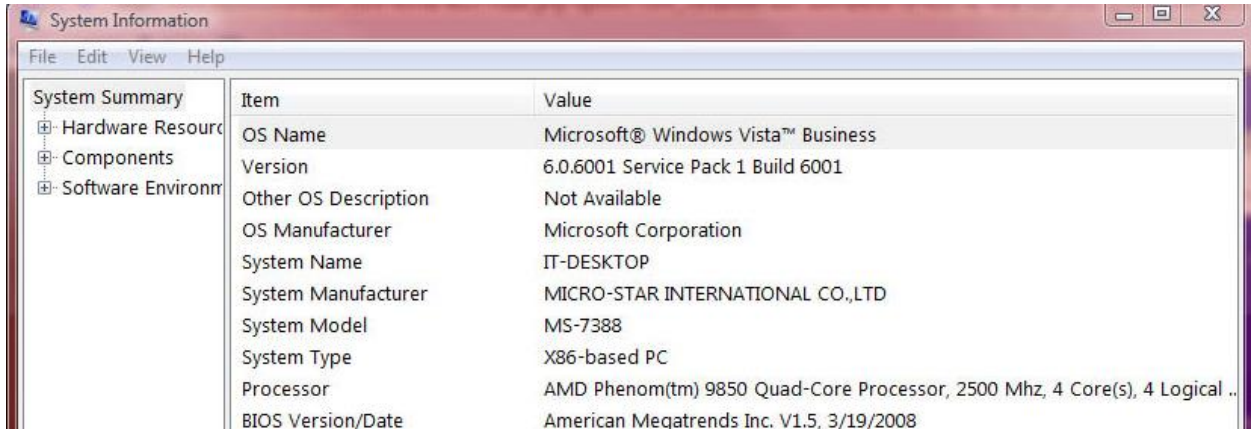 System Information
File Edit View Help
System Summary
Hardware Resourc
Components
Software Environm
Item Value
OS Name Microsoft® Windows Vista™ Business
Version 6.0.6001 Service Pack 1 Build 6001
Other OS Description Not Available
OS Manufacturer Microsoft Corporation
System Name IT-DESKTOP
System Manufacturer MICRO-STAR INTERNATIONAL CO.,LTD
System Model MS-7388
System Type X86-based PC
Processor AMD Phenom(tm) 9850 Quad-Core Processor, 2500 Mhz, 4 Core(s), 4 Logical ..
BIOS Version/Date American Megatrends Inc. V1.5, 3/19/2008